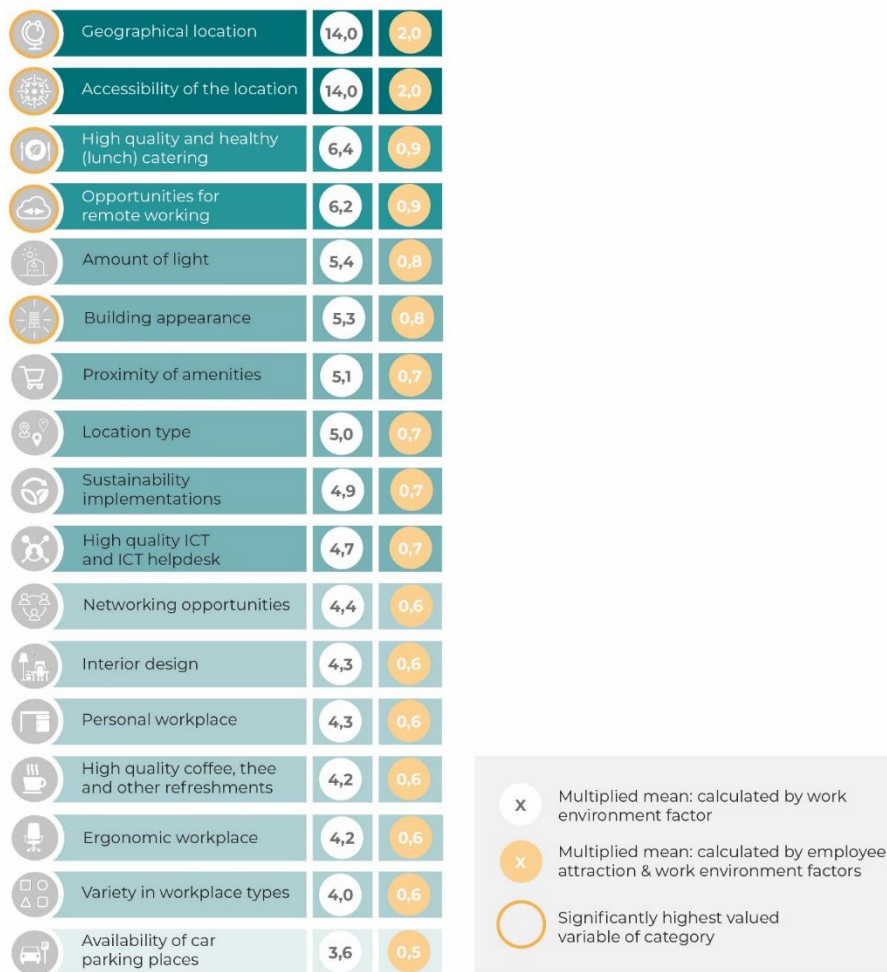 Geographical location 14,0 2,0
Accessibility of the location 14,0 2,0
High quality and healthy
(lunch) catering 6,4 0,9
Opportunities for
remote working 6,2 0,9
Amount of light 5,4 0,8
Building appearance 5,3 0,8
Proximity of amenities 5,1 0,7
Location type 5,0 0,7
Sustainability
implementations 4,9 0,7
High quality ICT
and ICT helpdesk 4,7 0,7
Networking opportunities 4,4 0,6
Interior design 4,3 0,6
Personal workplace 4,3 0,6
High quality coffee, thee
and other refreshments 4,2 0,6
Ergonomic workplace 4,2 0,6
Variety in workplace types 4,0 0,6
Availability of car
parking places 3,6 0,5
x Multiplied mean: calculated by work
environment factor
x Multiplied mean: calculated by employee
attraction & work environment factors
Significantly highest valued
variable of category